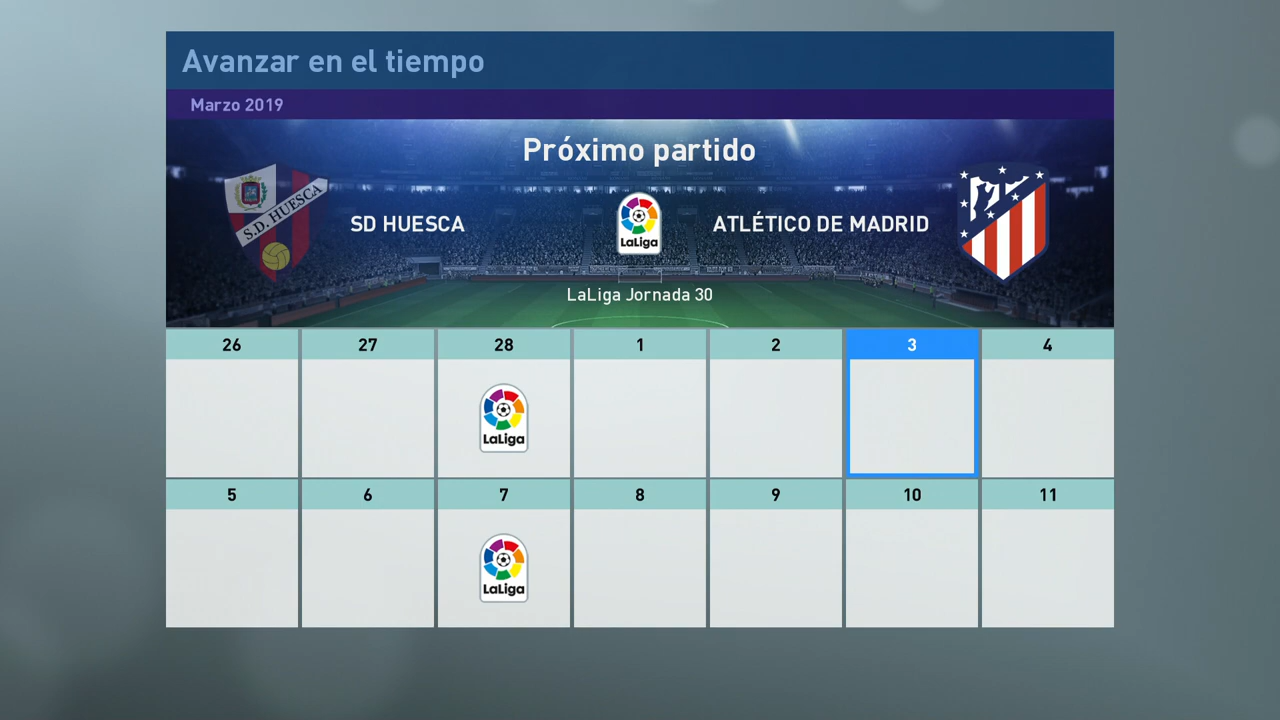 Avanzar en el tiempo
Marzo 2019
Próximo partido
S.D. HUESCA
SD HUESCA
LaLiga
ATLÉTICO DE MADRID
LaLiga Jornada 30
26 27 28 1 2 3 4
LaLiga
5 6 7 8 9 10 11
LaLiga